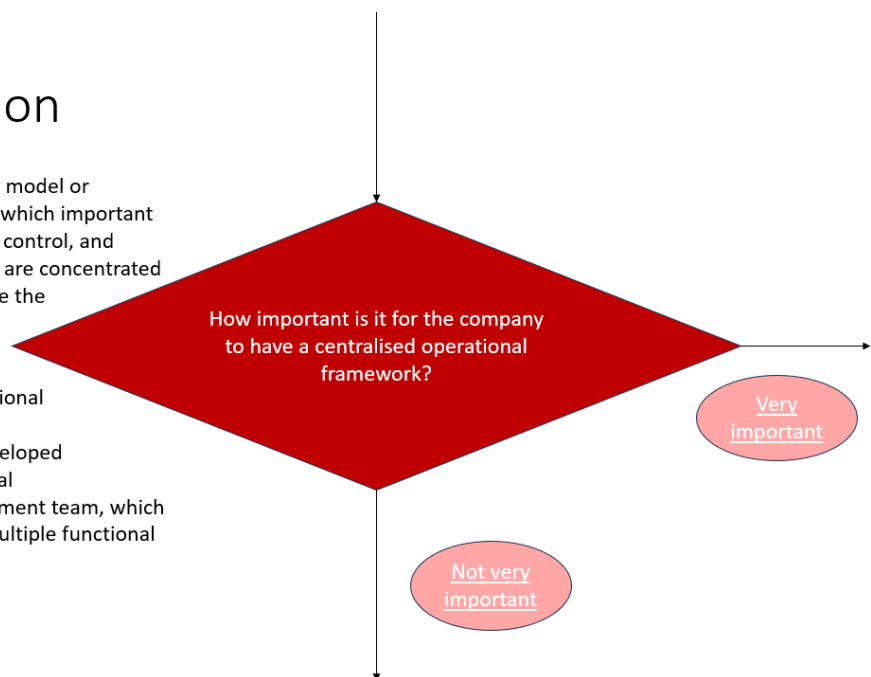 on
model or
which important
control, and
are concentrated
e the
ional
eloped
al
ment team, which
ultiple functional
How important is it for the company
to have a centralised operational
framework?
Very
important
Not very
important